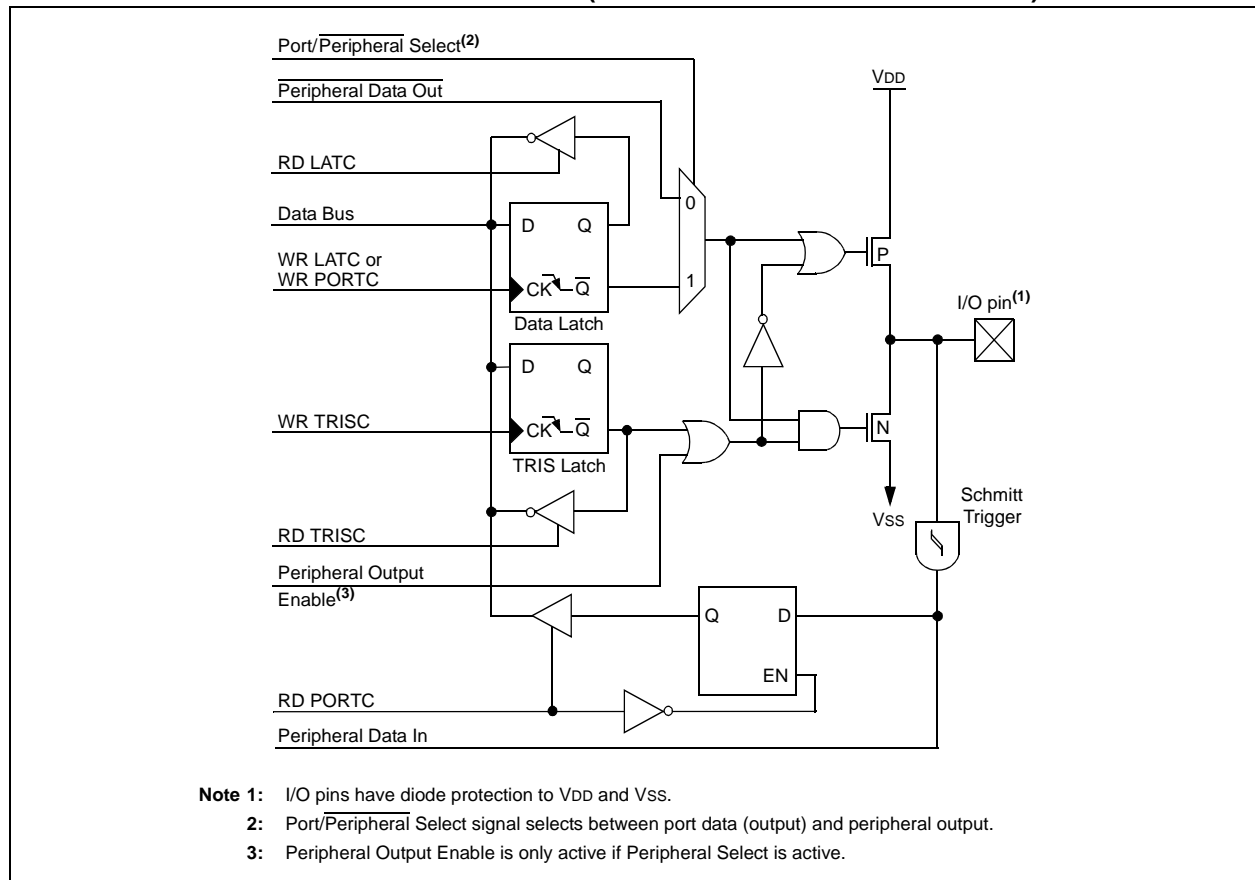 Port/Peripheral Select(2)
Peripheral Data Out
VDD
RD LATC
0
Data Bus
D Q
WR LATC or
WR PORTC
CK Q
1
P
I/O pin(1)
Data Latch
D Q
WR TRISC
CK Q
N
TRIS Latch
VSS
Schmitt
Trigger
RD TRISC
Peripheral Output
Enable(3)
Q D
EN
RD PORTC
Peripheral Data In
Note 1: I/O pins have diode protection to VDD and VSS.
2: Port/Peripheral Select signal selects between port data (output) and peripheral output.
3: Peripheral Output Enable is only active if Peripheral Select is active.